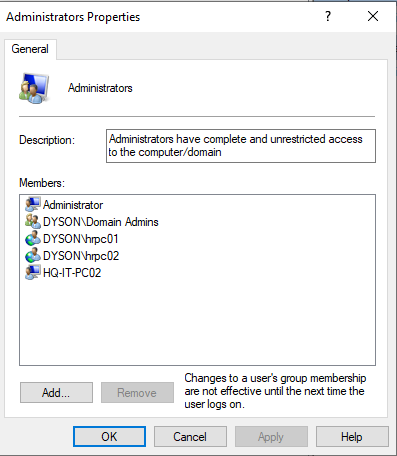 Administrators Properties
?
General
Administrators
Description:
Administrators have complete and unrestricted access
to the computer/domain
Members:
Administrator
DYSON\Domain Admins
DYSON\hrpc01
DYSON\hrpc02
HQ-IT-PC02
Add...
Remove
Changes to a user's group membership
are not effective until the next time the
user logs on.
OK
Cancel
Apply
Help